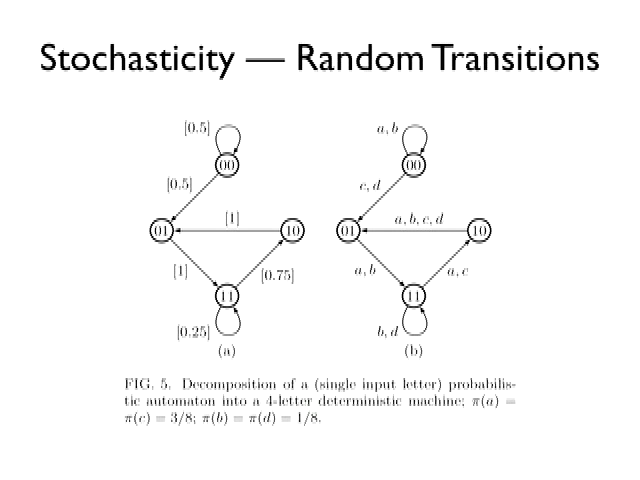 Stochasticity — Random Transitions
[0.5]
00
[0.5]
[1]
01
10
[1]
[0.75]
11
[0.25]
(a)
a, b
00
c, d
a, b, c, d
01
10
a, b
a, c
11
b, d
(b)
FIG. 5. Decomposition of a (single input letter) probabilis-
tic automaton into a 4-letter deterministic machine; π(a) =
π(c) = 3/8; π(b) = π(d) = 1/8.